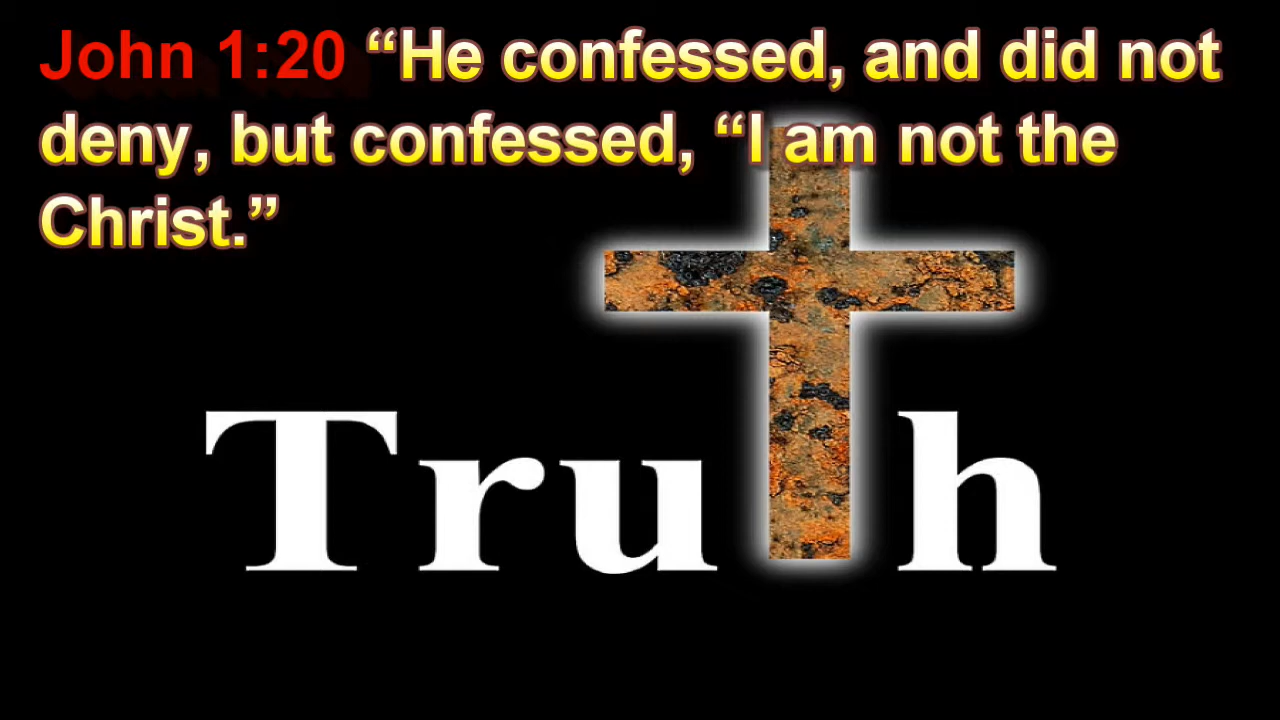 John 1:20 “He confessed, and did not
deny, but confessed, “I am not the
Christ.”
Truth